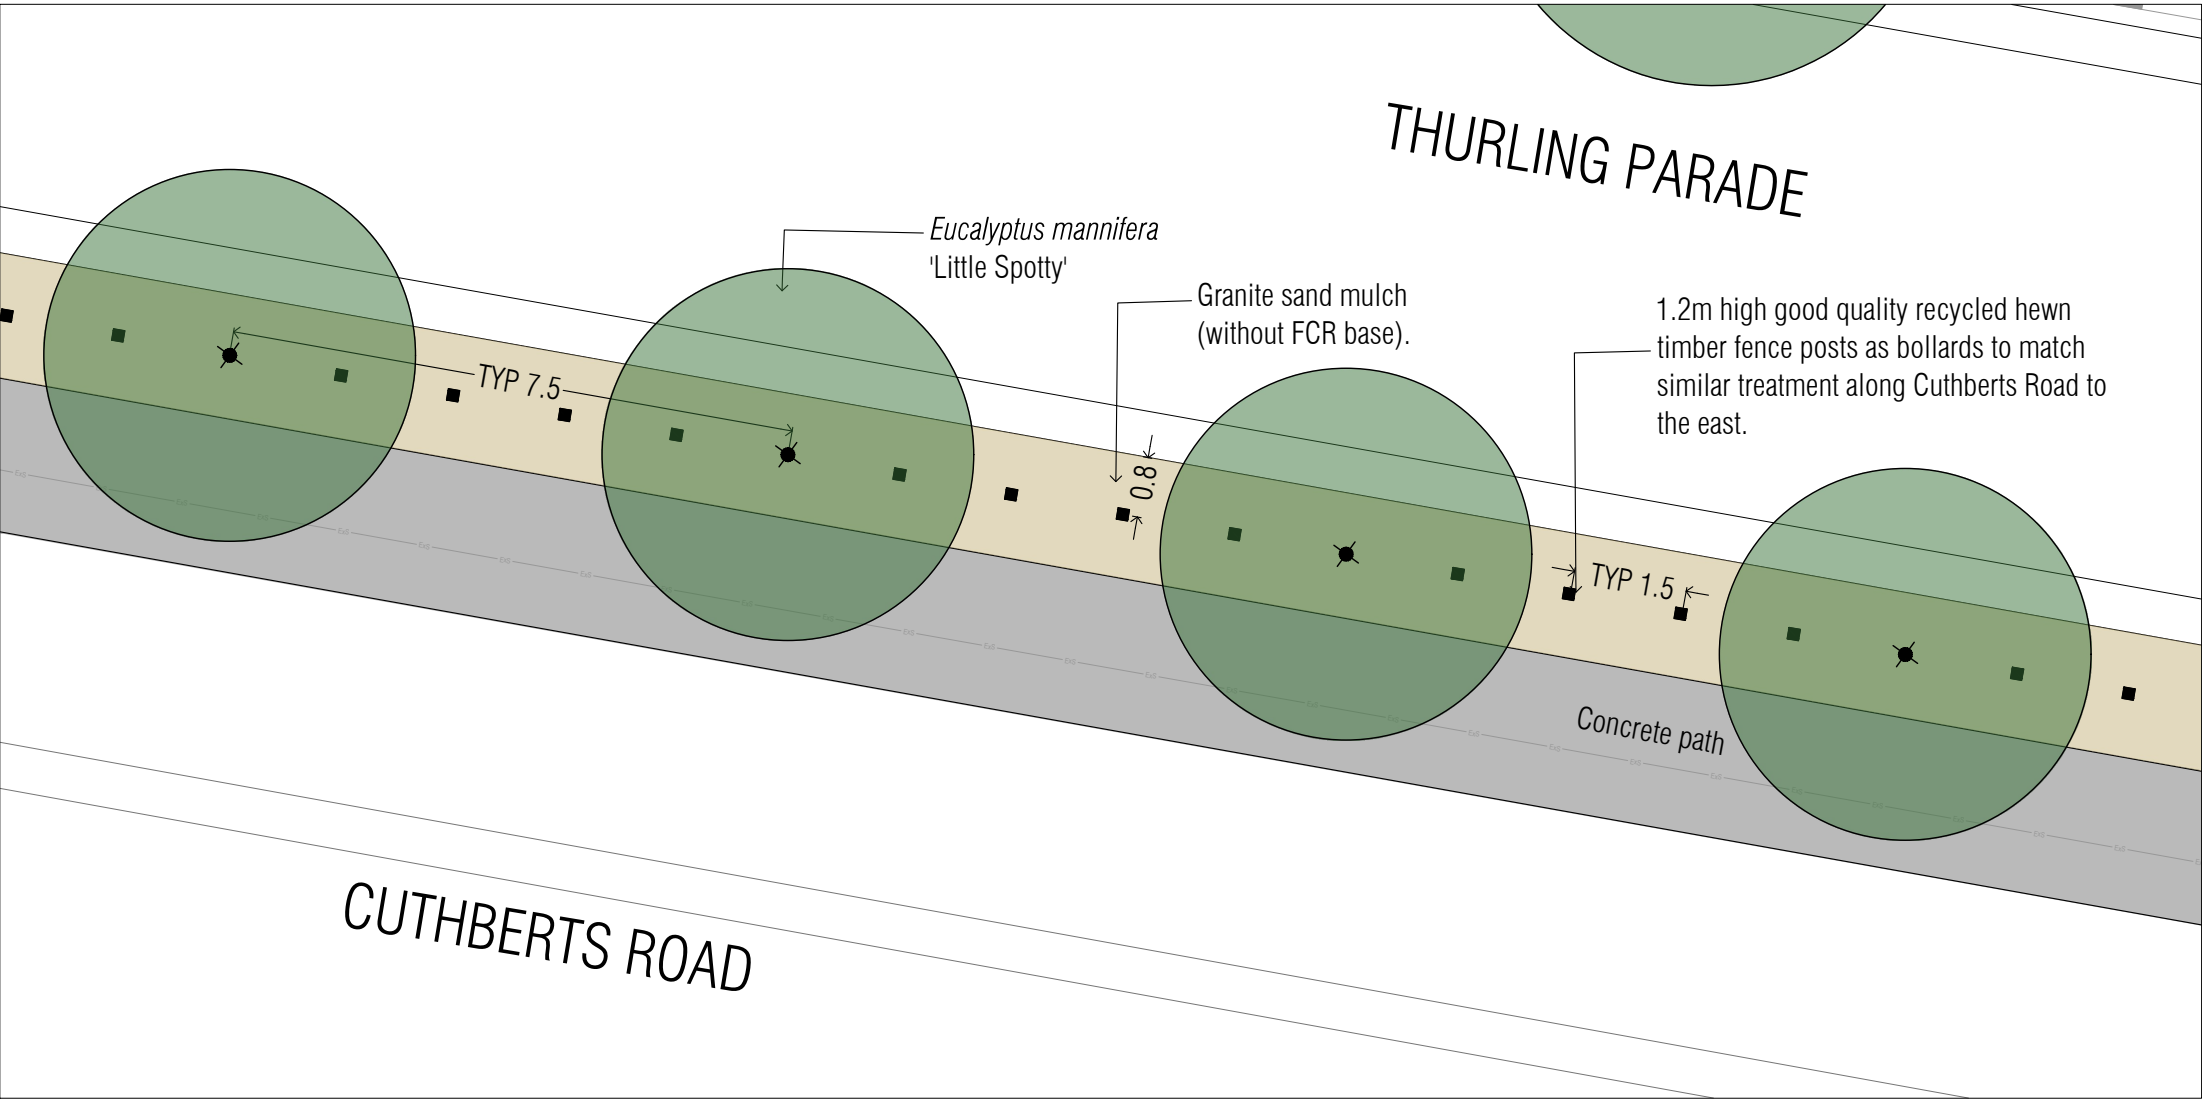 THURLING PARADE
Eucalyptus mannifera
'Little Spotty'
Granite sand mulch
(without FCR base).
1.2m high good quality recycled hewn
timber fence posts as bollards to match
similar treatment along Cuthberts Road to
the east.
TYP 7.5
0.8
TYP 1.5
Concrete path
CUTHBERTS ROAD